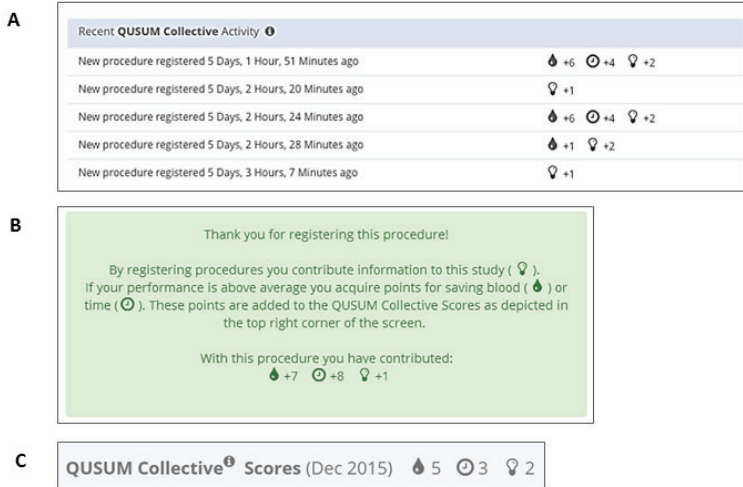 A
Recent QUSUM Collective Activity
New procedure registered 5 Days, 1 Hour, 51 Minutes ago +6 +4 +2
New procedure registered 5 Days, 2 Hours, 20 Minutes ago +1
New procedure registered 5 Days, 2 Hours, 24 Minutes ago +6 +4 +2
New procedure registered 5 Days, 2 Hours, 28 Minutes ago +1 +2
New procedure registered 5 Days, 3 Hours, 7 Minutes ago +1
B
Thank you for registering this procedure!
By registering procedures you contribute information to this study ( ).
If your performance is above average you acquire points for saving blood ( ) or
time ( ). These points are added to the QUSUM Collective Scores as depicted in
the top right corner of the screen.
With this procedure you have contributed:
+7 +8 +1
C
QUSUM Collective Scores (Dec 2015) 5 3 2